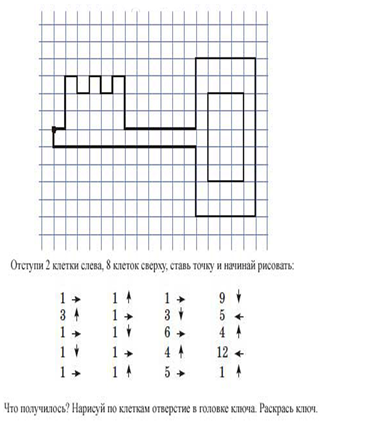 Отступи 2 клетки слева, 8 клеток сверху, ставь точку и начинай рисовать:
1 → 1 ↑ 1 → 9 ↓
3 ↑ 1 → 3 ↓ 5 ←
1 → 1 ↓ 6 → 4 ↑
1 ↓ 1 → 4 ↑ 12 ←
1 → 1 ↑ 5 → 1 ↑
Что получилось? Нарисуй по клеткам отверстие в головке ключа. Раскрась ключ.